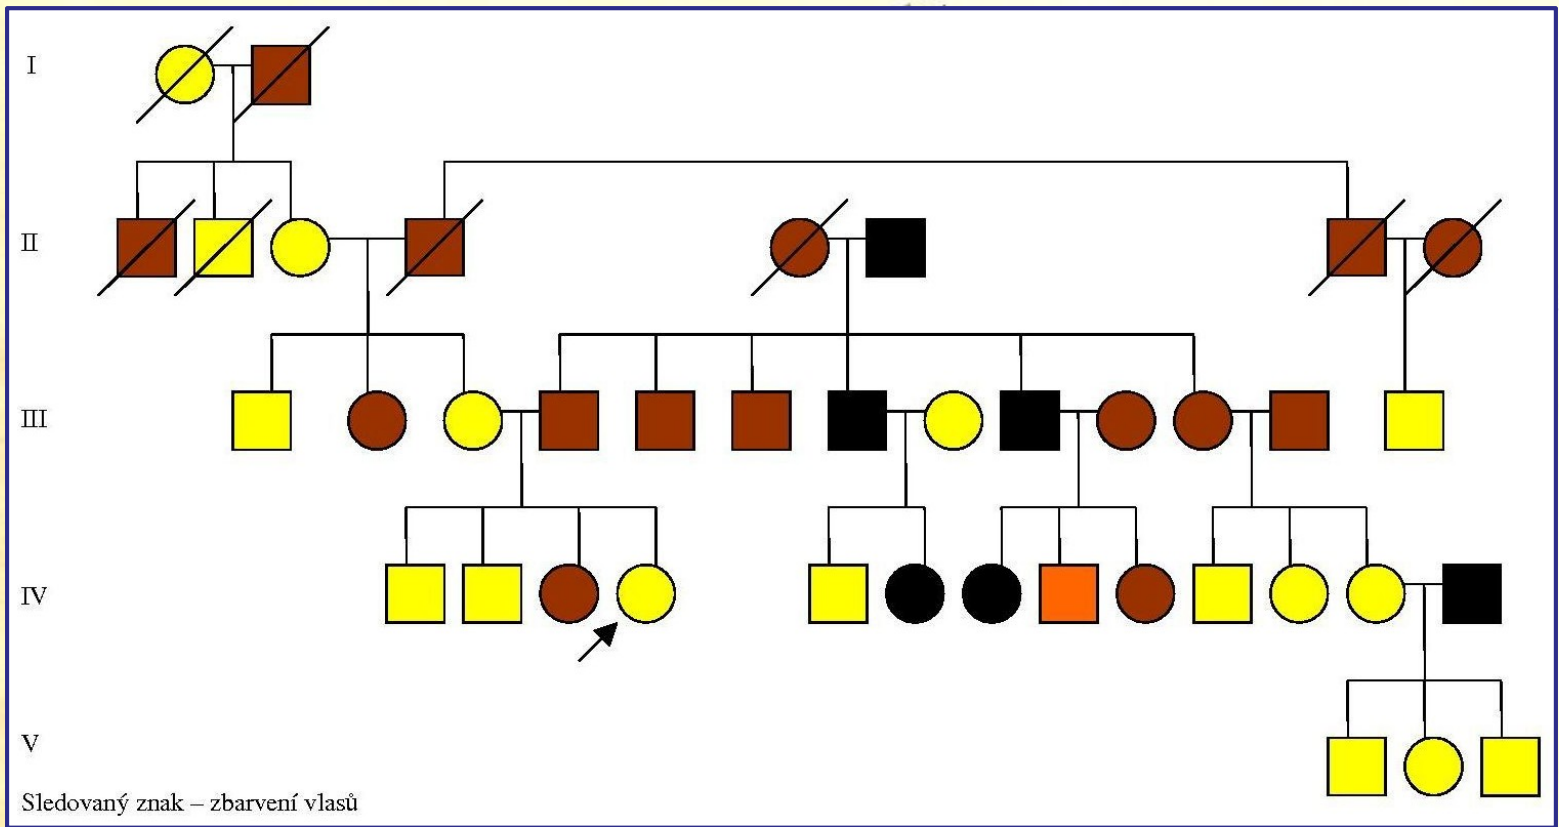 I
II
III
IV
V
Sledovaný znak – zbarvení vlasů